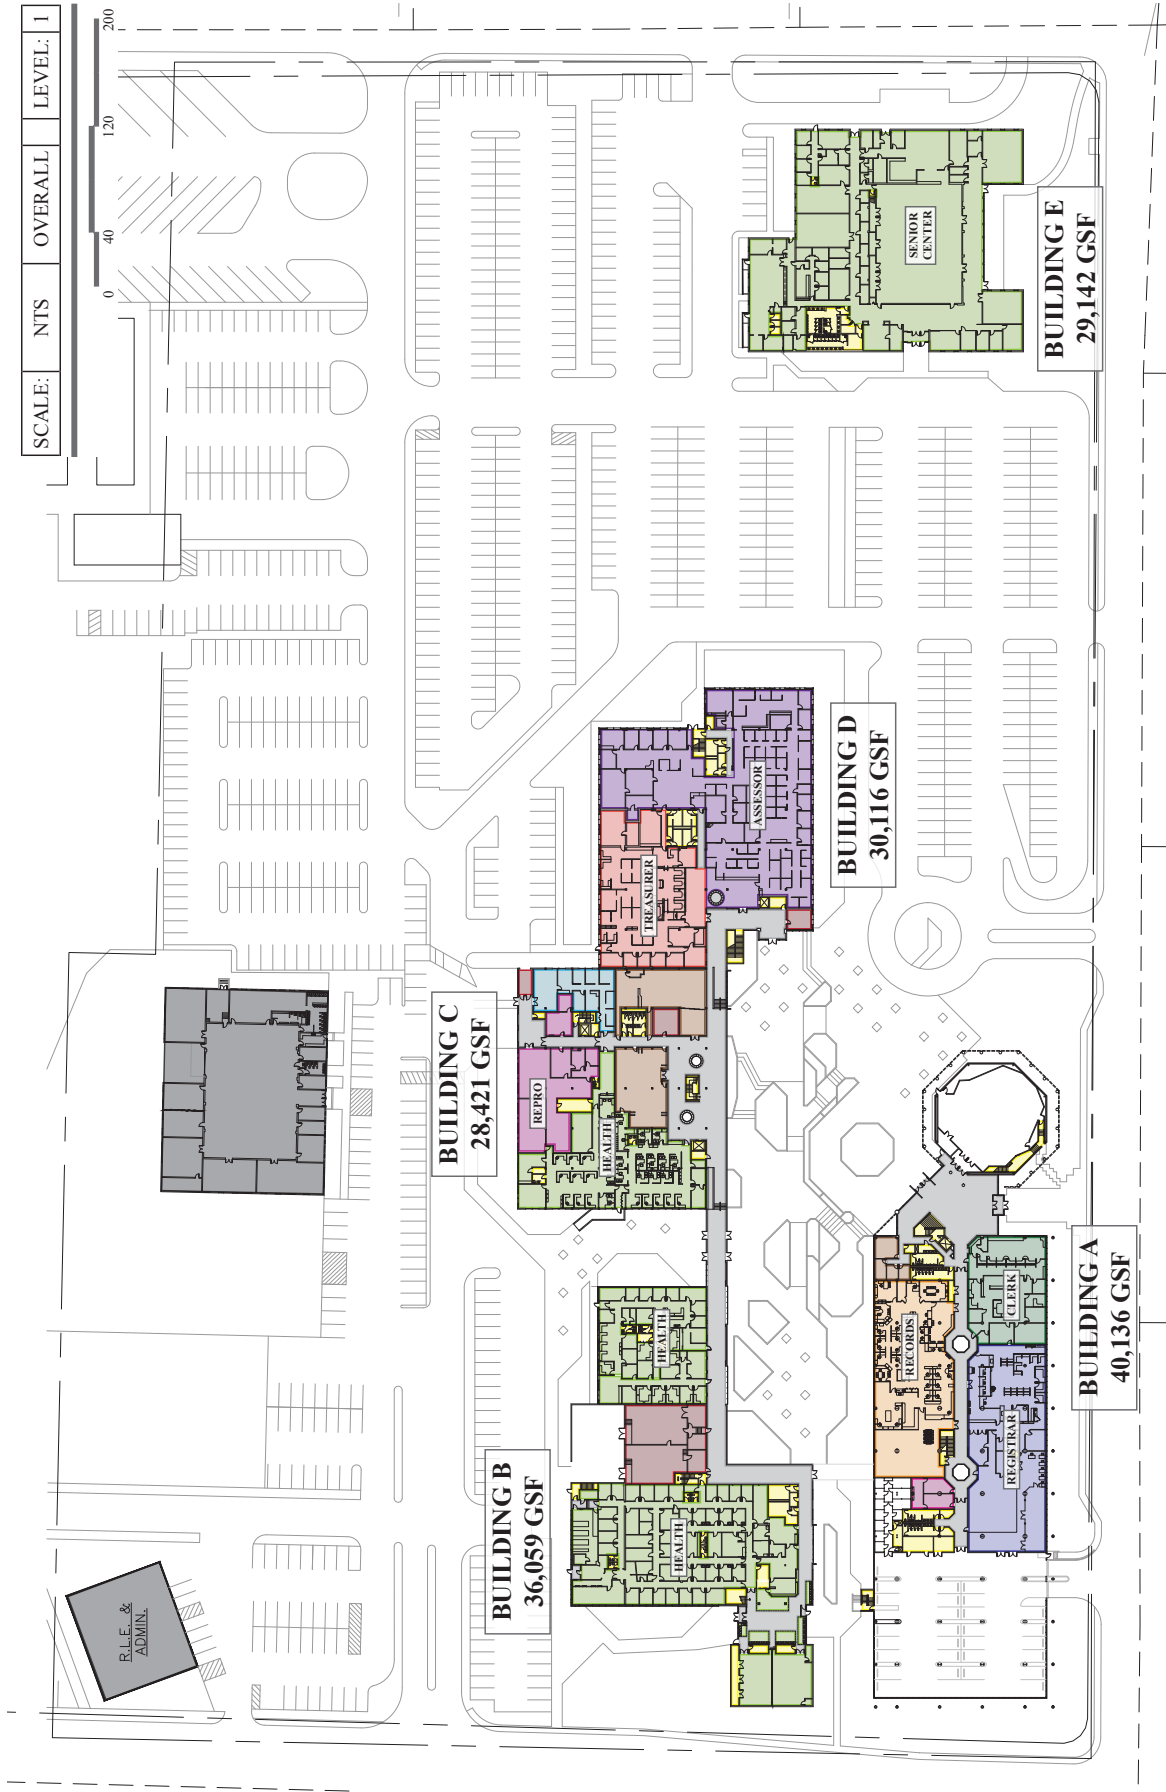 SCALE: NTS OVERALL LEVEL: 1
0 40 120 200
SENIOR
CENTER
BUILDING E
29,142 GSF
ASSESSOR
TREASURER
BUILDING D
30,116 GSF
BUILDING C
28,421 GSF
REPRO
HEALTH
HEALTH
BUILDING B
36,059 GSF
HEALTH
RECORDS
CLERK
REGISTRAR
BUILDING A
40,136 GSF
R.L.E. &
ADMIN.